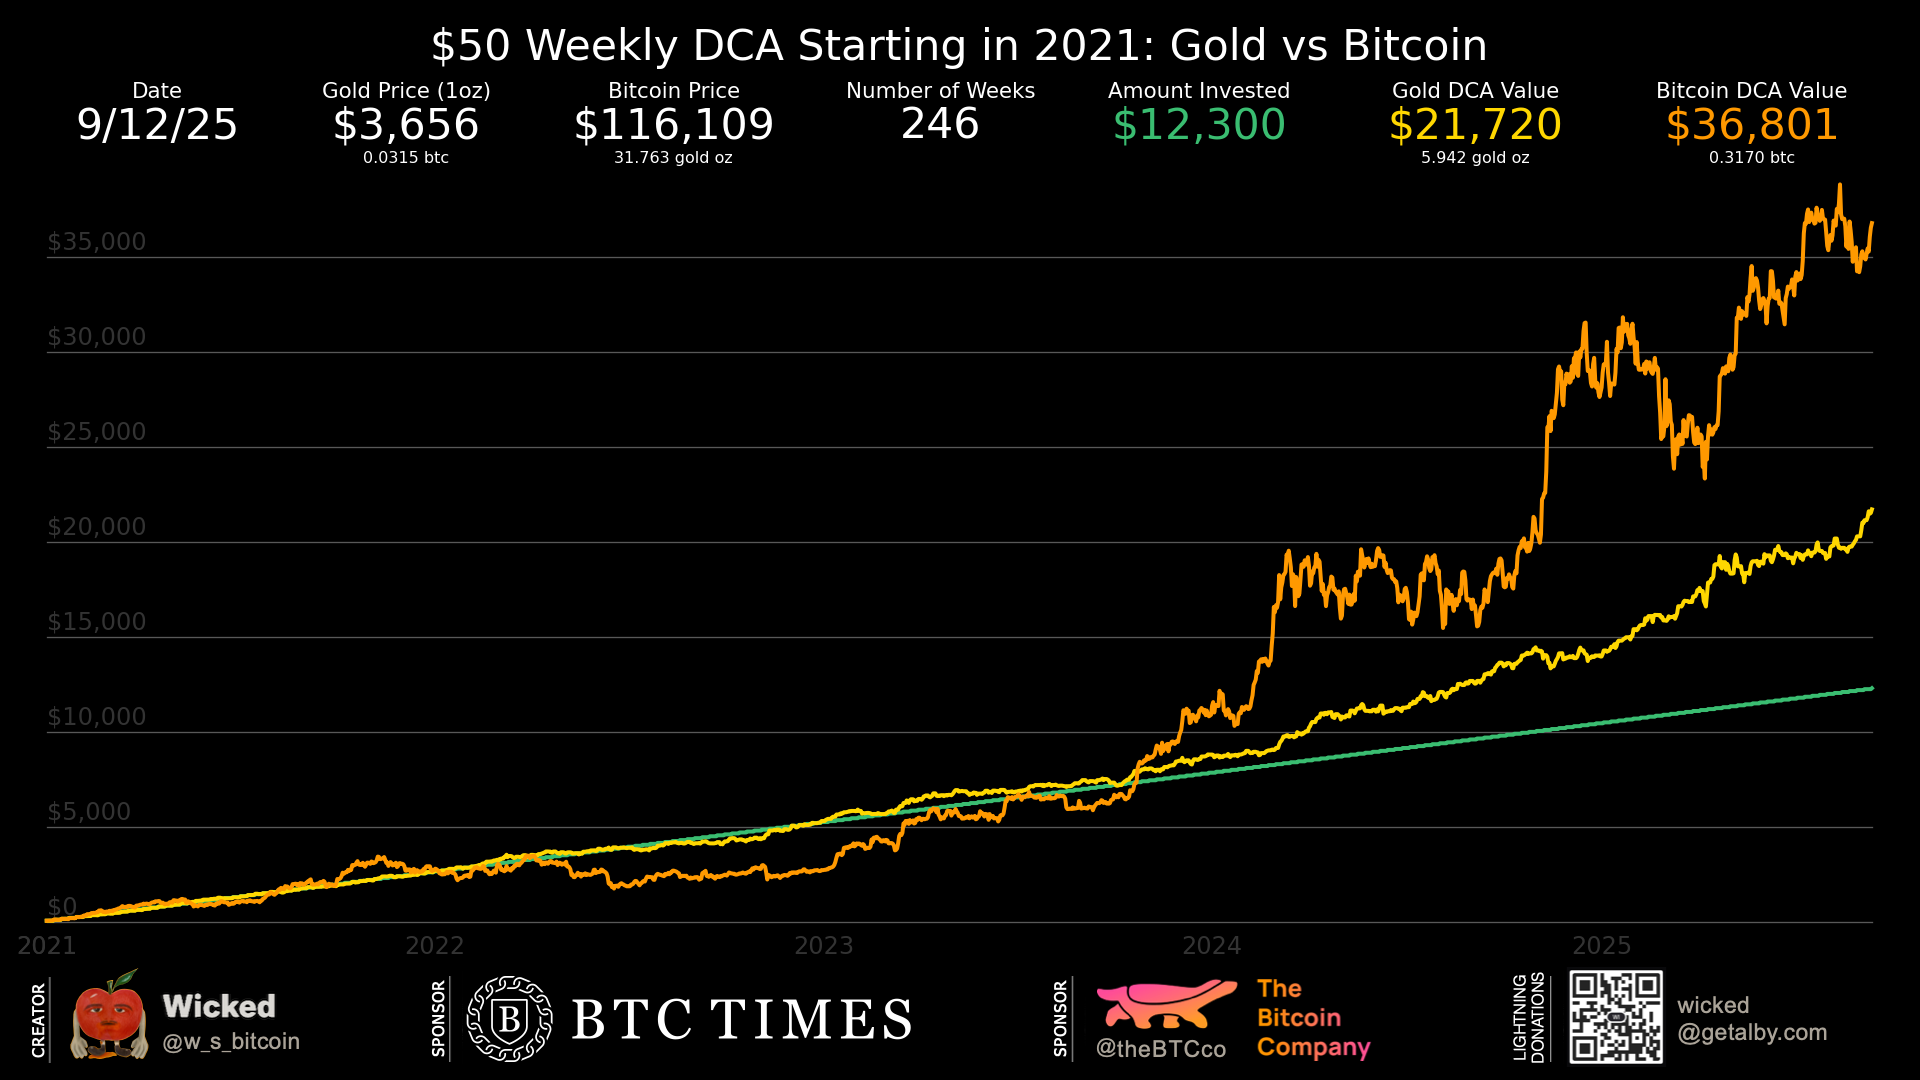 $50 Weekly DCA Starting in 2021: Gold vs Bitcoin
Date
9/12/25
Gold Price (1oz)
$3,656
0.0315 btc
Bitcoin Price
$116,109
31.763 gold oz
Number of Weeks
246
Amount Invested
$12,300
Gold DCA Value
$21,720
5.942 gold oz
Bitcoin DCA Value
$36,801
0.3170 btc
$35,000
$30,000
$25,000
$20,000
$15,000
$10,000
$5,000
$0
2021 2022 2023 2024 2025
CREATOR
Wicked
@w_s_bitcoin
SPONSOR
B
BTC TIMES
SPONSOR
@theBTCco
The
Bitcoin
Company
LIGHTNING
DONATIONS
wicked
@getalby.com